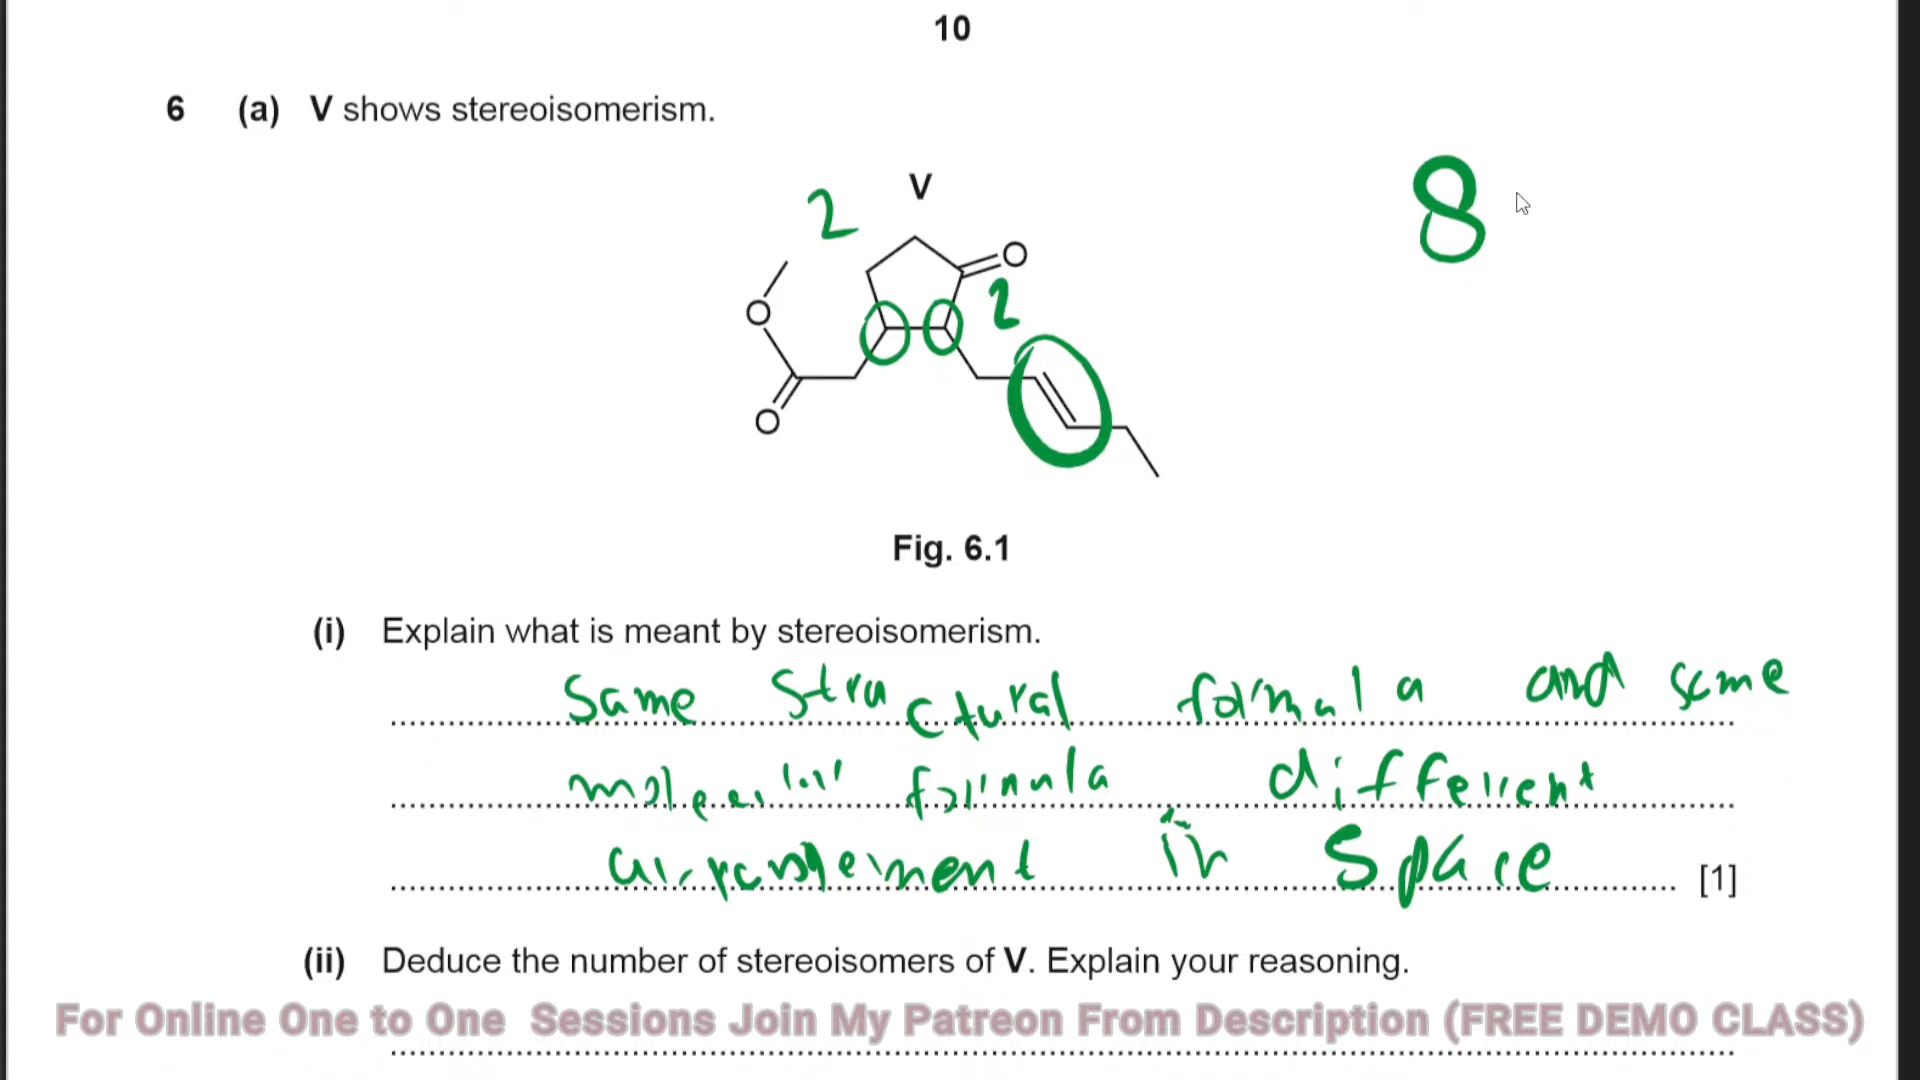 10
6 (a) V shows stereoisomerism.
8
2 V
O
2
O
O
Fig. 6.1
(i) Explain what is meant by stereoisomerism.
Same structural formula and same
molecular formula different
arrangement in space [1]
(ii) Deduce the number of stereoisomers of V. Explain your reasoning.
For Online One to One Sessions Join My Patreon From Description (FREE DEMO CLASS)